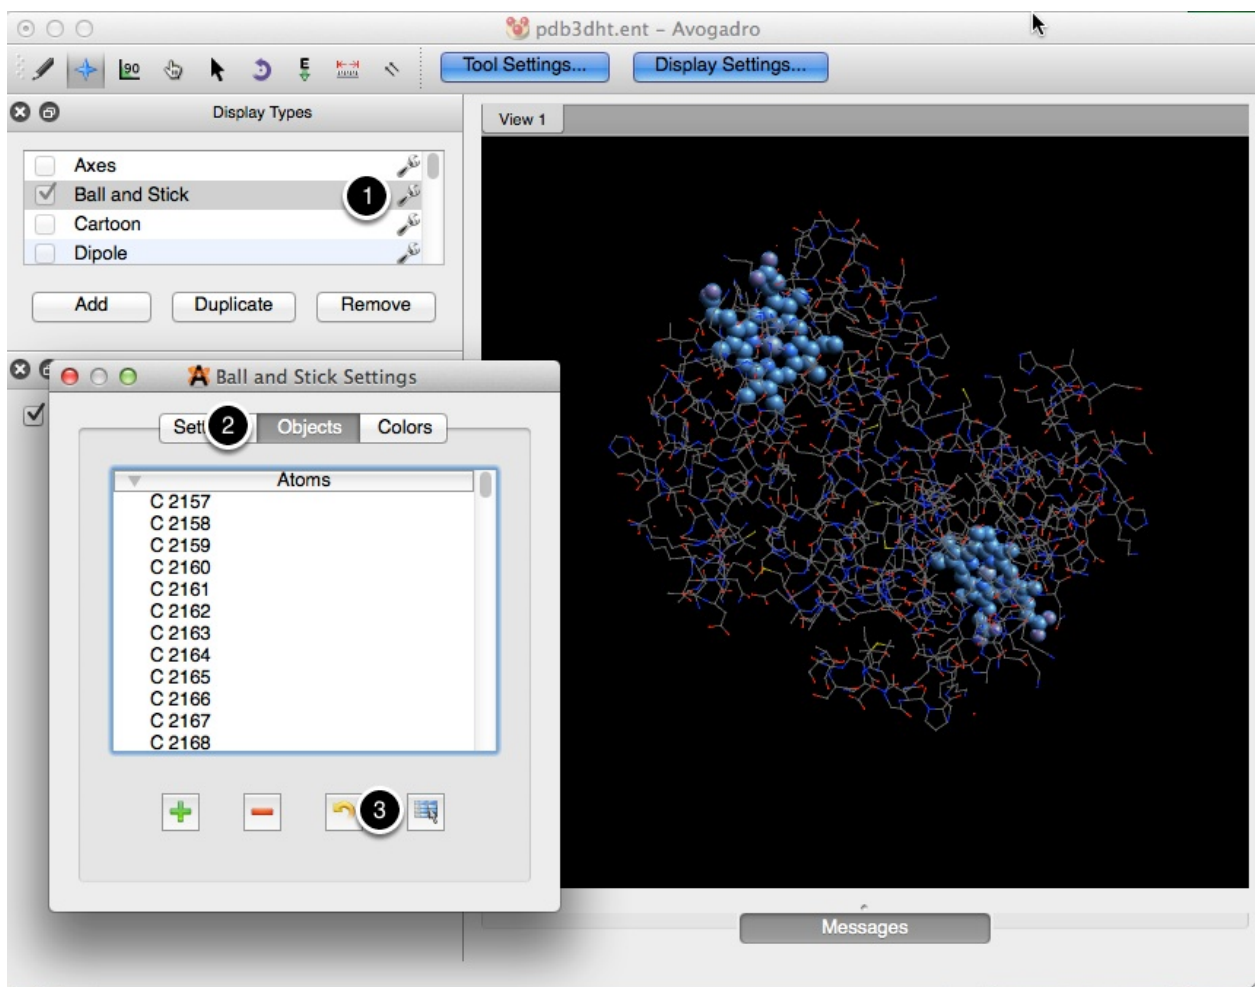 pdb3dht.ent – Avogadro
90
E
Tool Settings...
Display Settings...
Display Types
View 1
Axes
Ball and Stick
1
Cartoon
Dipole
Add
Duplicate
Remove
Ball and Stick Settings
2
Objects
Colors
Atoms
C 2157
C 2158
C 2159
C 2160
C 2161
C 2162
C 2163
C 2164
C 2165
C 2166
C 2167
C 2168
3
Messages